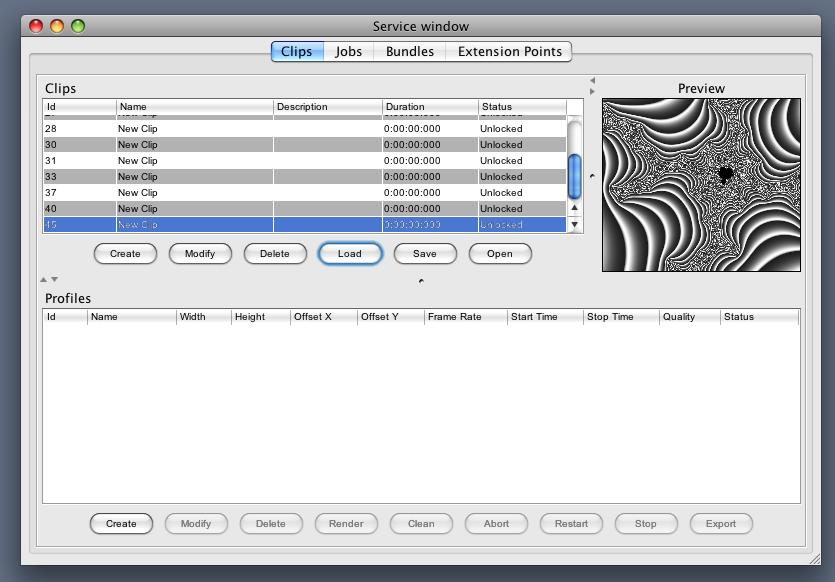 Service window
Clips Jobs Bundles Extension Points
Clips
Preview
Id Name Description Duration Status
28 New Clip 0:00:00:000 Unlocked
30 New Clip 0:00:00:000 Unlocked
31 New Clip 0:00:00:000 Unlocked
33 New Clip 0:00:00:000 Unlocked
37 New Clip 0:00:00:000 Unlocked
40 New Clip 0:00:00:000 Unlocked
45 New Clip 0:00:00:000 Unlocked
Create Modify Delete Load Save Open
Profiles
Id Name Width Height Offset X Offset Y Frame Rate Start Time Stop Time Quality Status
Create Modify Delete Render Clean Abort Restart Stop Export